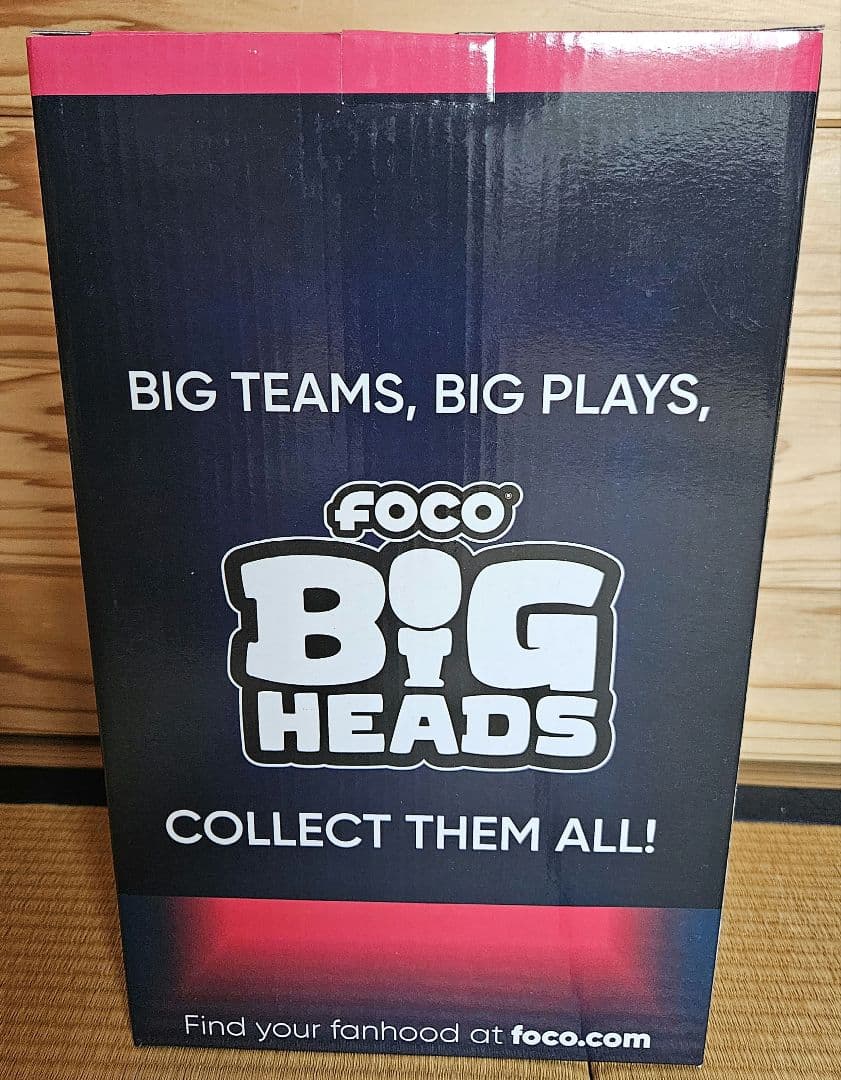 BIG TEAMS, BIG PLAYS,
FOCO®
BIG
HEADS
COLLECT THEM ALL!
Find your fanhood at foco.com